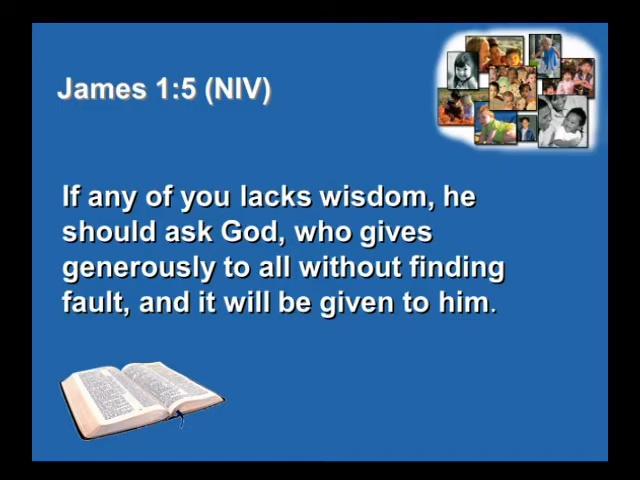 James 1:5 (NIV)
If any of you lacks wisdom, he
should ask God, who gives
generously to all without finding
fault, and it will be given to him.